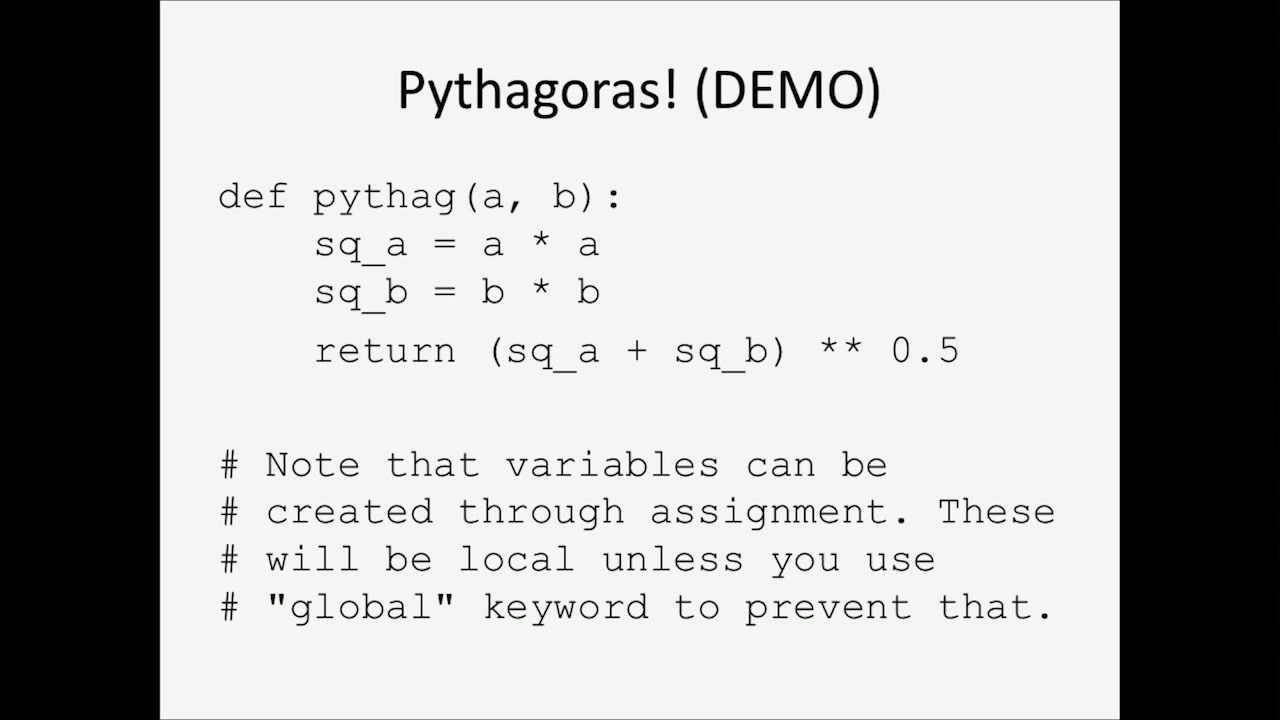 Pythagoras! (DEMO)
def pythag(a, b):
    sq_a = a * a
    sq_b = b * b
    return (sq_a + sq_b) ** 0.5
# Note that variables can be
# created through assignment. These
# will be local unless you use
# "global" keyword to prevent that.